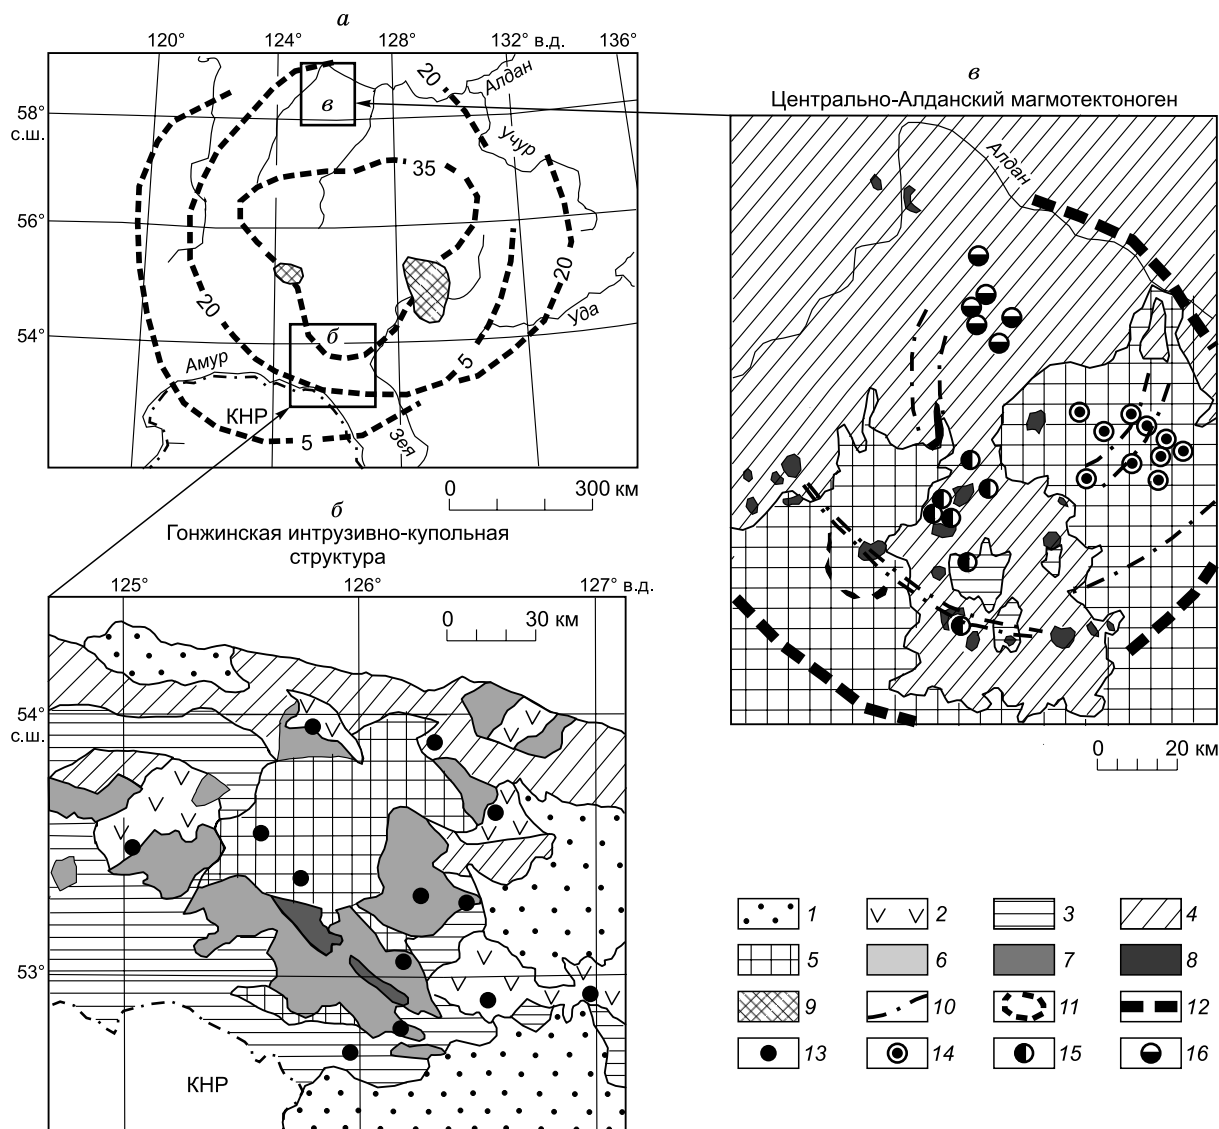 а
120° 124° 128° 132° в.д. 136°
58°
с.ш.
56°
54°
в
20
Алдан
Учур
35
20
20
б
Уда
5
Амур
КНР
5
Зея
0 300 км
в
Центрально-Алданский магмотектоноген
Алдан
0 20 км
б
Гонжинская интрузивно-купольная
структура
125° 126° 127° в.д.
0 30 км
54°
с.ш.
53°
КНР
1 2 3 4
5 6 7 8
9 10 11 12
13 14 15 16